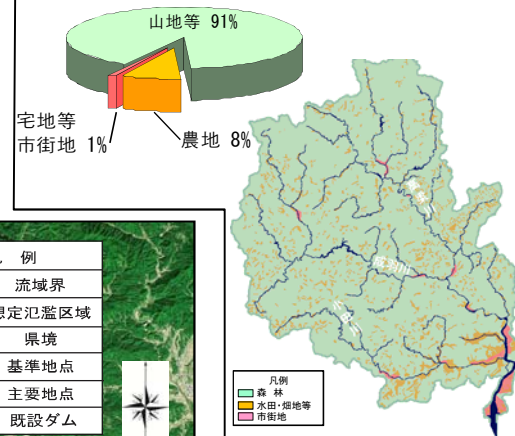 山地等 91%
宅地等
市街地 1%
農地 8%
例
流域界
想定氾濫区域
県境
基準地点
主要地点
既設ダム
凡例
森 林
水田・畑地等
市街地